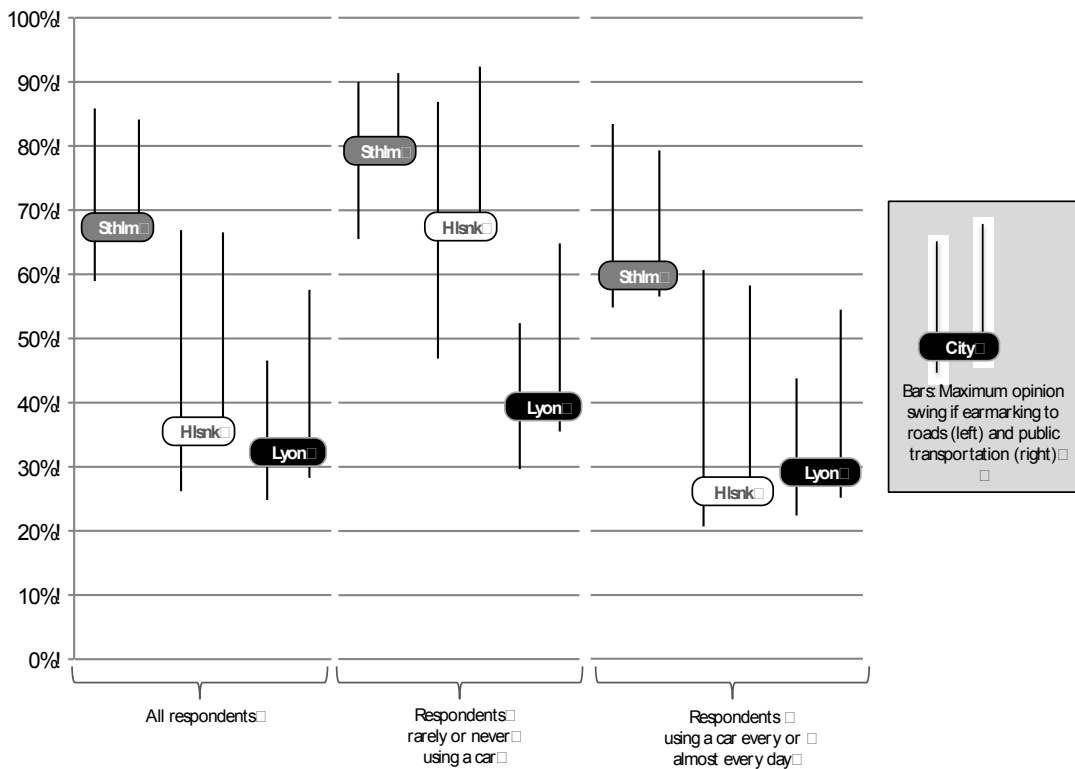 100%!
90%!
80%!
70%!
60%!
50%!
40%!
30%!
20%!
10%!
0%!
Sthlm□
Hlsnk□
Lyon□
Sthlm□
Hlsnk□
Lyon□
Sthlm□
Hlsnk□
Lyon□
All respondents□
Respondents□
rarely or never□
using a car□
Respondents □
using a car every or □
almost every day□
City□
Bars: Maximum opinion
swing if earmarking to
roads (left) and public
transportation (right)□
□